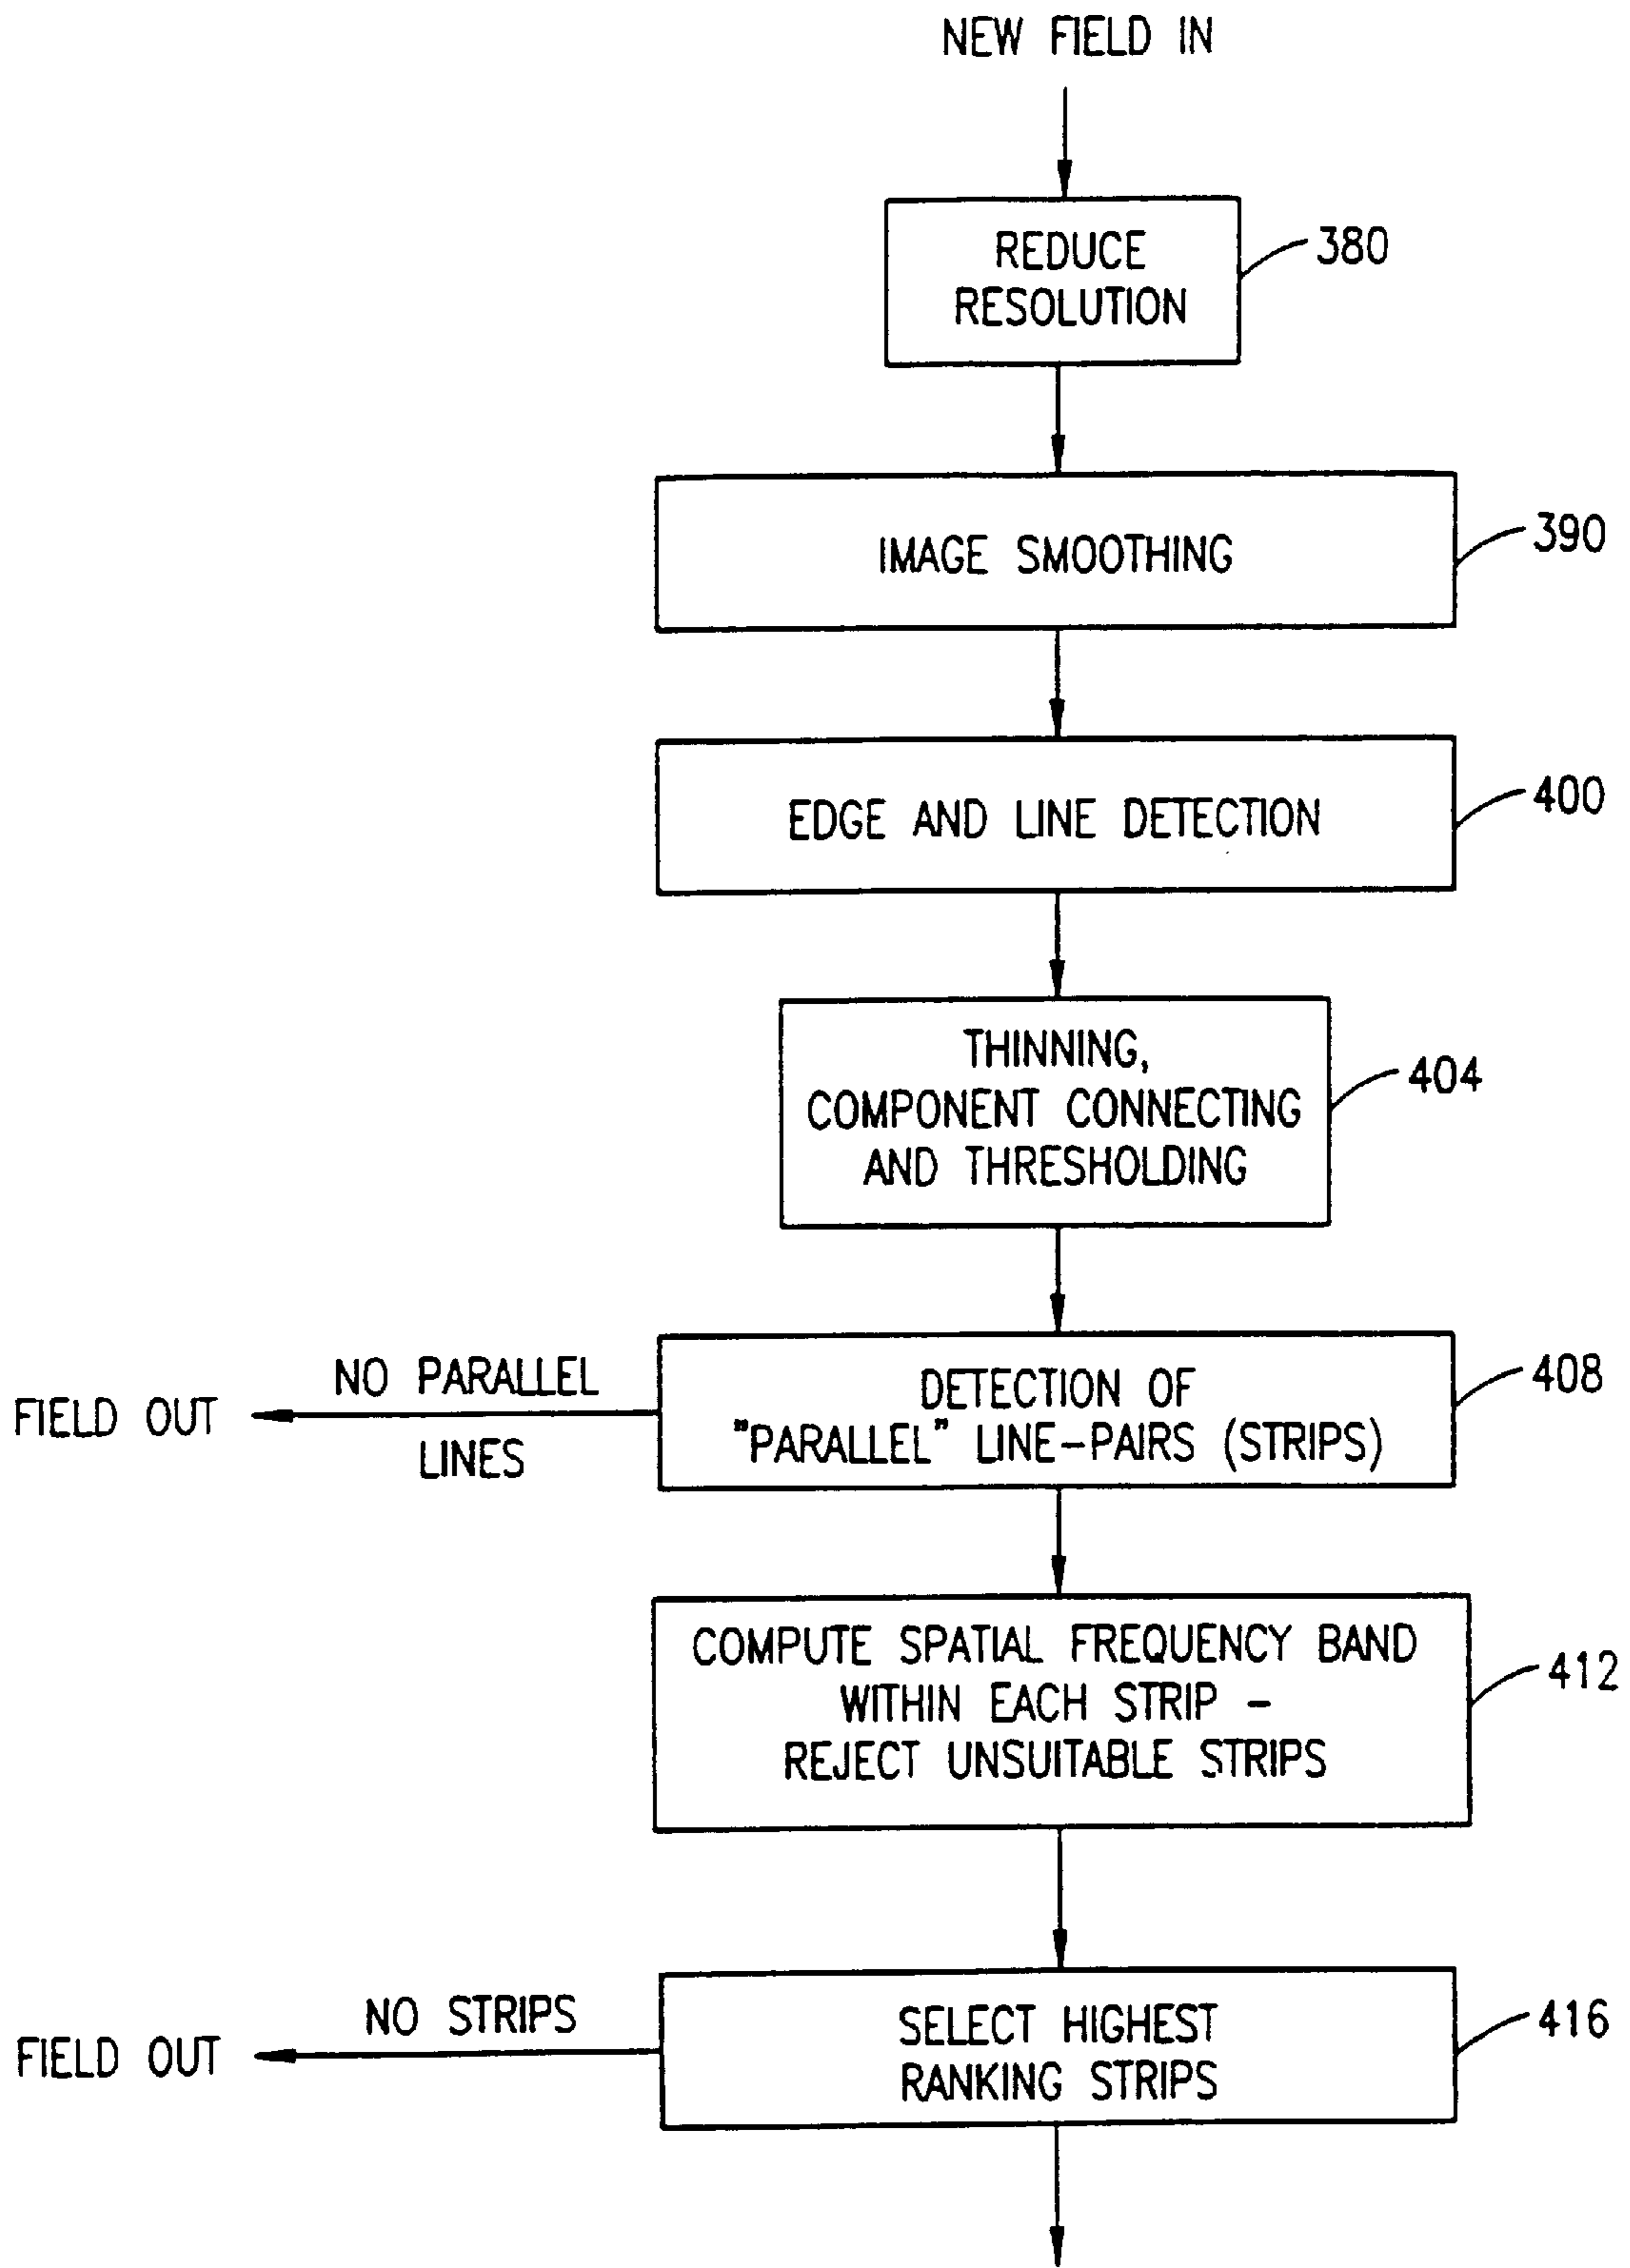 NEW FIELD IN
REDUCE
RESOLUTION
380
IMAGE SMOOTHING
390
EDGE AND LINE DETECTION
400
THINNING,
COMPONENT CONNECTING
AND THRESHOLDING
404
DETECTION OF
"PARALLEL" LINE-PAIRS (STRIPS)
408
NO PARALLEL
LINES
FIELD OUT
COMPUTE SPATIAL FREQUENCY BAND
WITHIN EACH STRIP -
REJECT UNSUITABLE STRIPS
412
SELECT HIGHEST
RANKING STRIPS
416
NO STRIPS
FIELD OUT